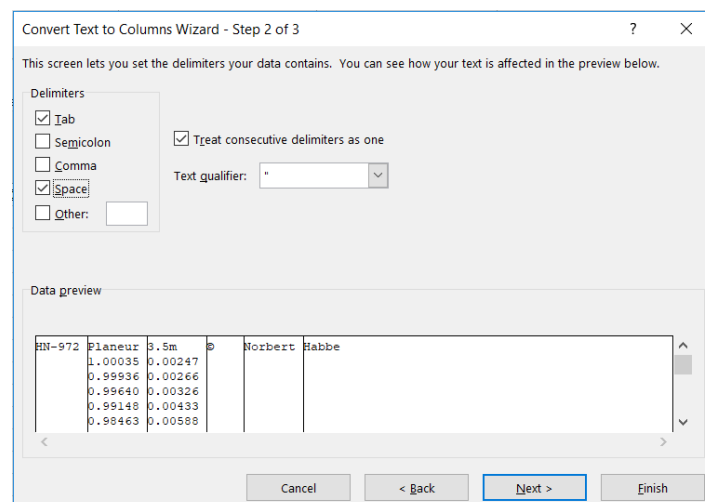 Convert Text to Columns Wizard - Step 2 of 3 ?
This screen lets you set the delimiters your data contains.  You can see how your text is affected in the preview below.
Delimiters
Tab
Semicolon
Comma
Space
Other:
Treat consecutive delimiters as one
Text qualifier: "
Data preview
HN-972 Planeur 3.5m © Norbert Habbe
1.00035 0.00247
0.99936 0.00266
0.99640 0.00326
0.99148 0.00433
0.98463 0.00588
Cancel < Back Next > Finish